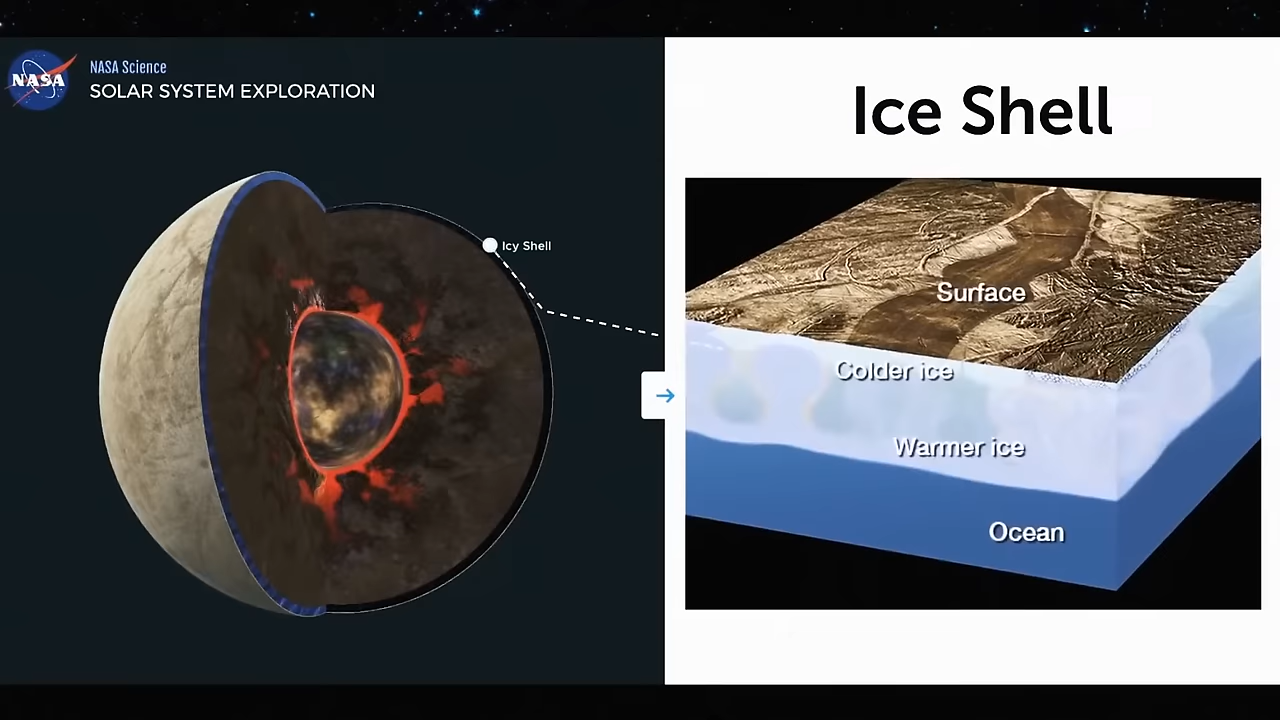 NASA
NASA Science
SOLAR SYSTEM EXPLORATION
Icy Shell
Ice Shell
Surface
Colder ice
Warmer ice
Ocean